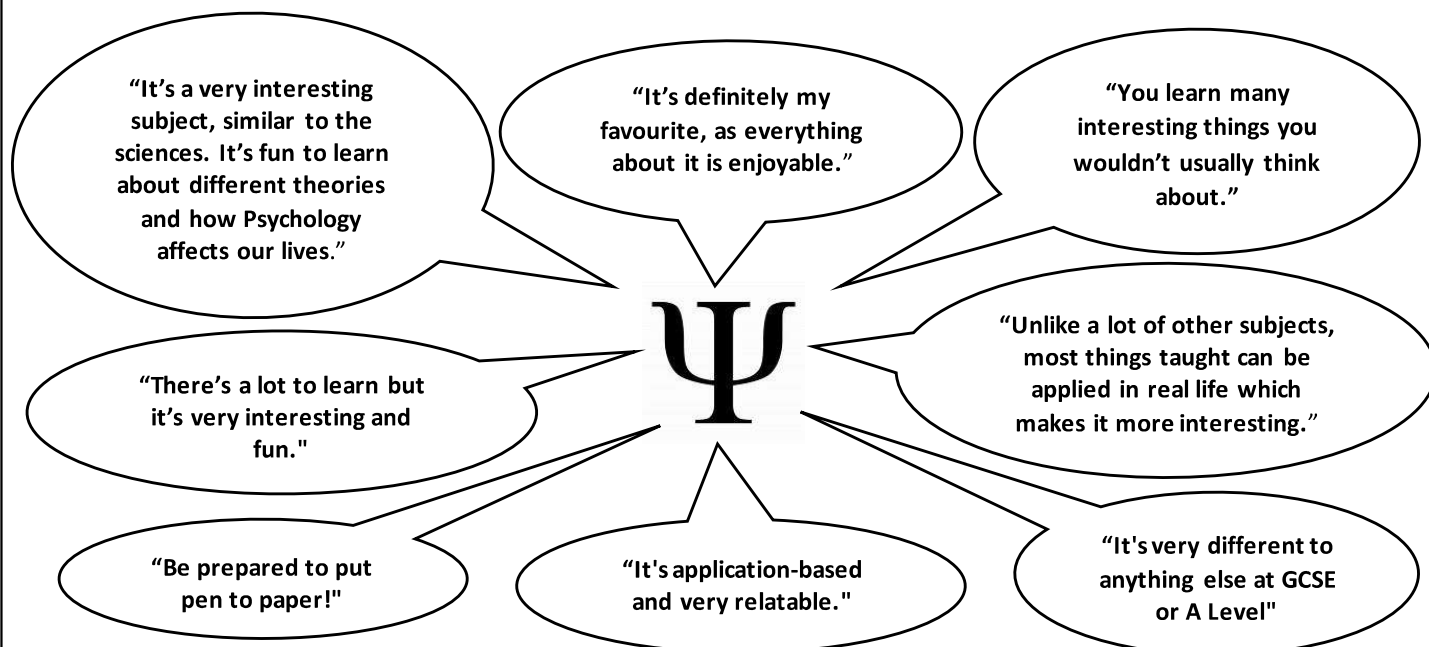 “It’s a very interesting
subject, similar to the
sciences. It’s fun to learn
about different theories
and how Psychology
affects our lives.”
“It’s definitely my
favourite, as everything
about it is enjoyable.”
“You learn many
interesting things you
wouldn’t usually think
about.”
Ψ
“There’s a lot to learn but
it’s very interesting and
fun."
“Unlike a lot of other subjects,
most things taught can be
applied in real life which
makes it more interesting.”
“Be prepared to put
pen to paper!"
“It's application-based
and very relatable."
“It's very different to
anything else at GCSE
or A Level"